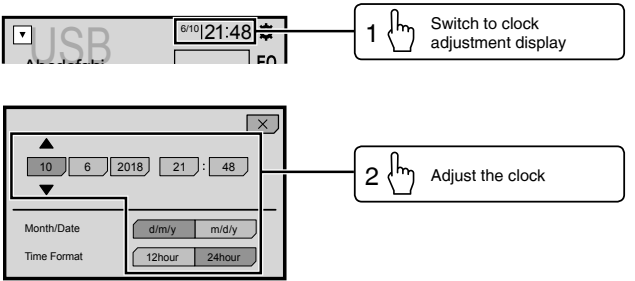 USB
6/10 21:48
1 Switch to clock
adjustment display
10 6 2018 21 : 48
2 Adjust the clock
Month/Date d/m/y m/d/y
Time Format 12hour 24hour